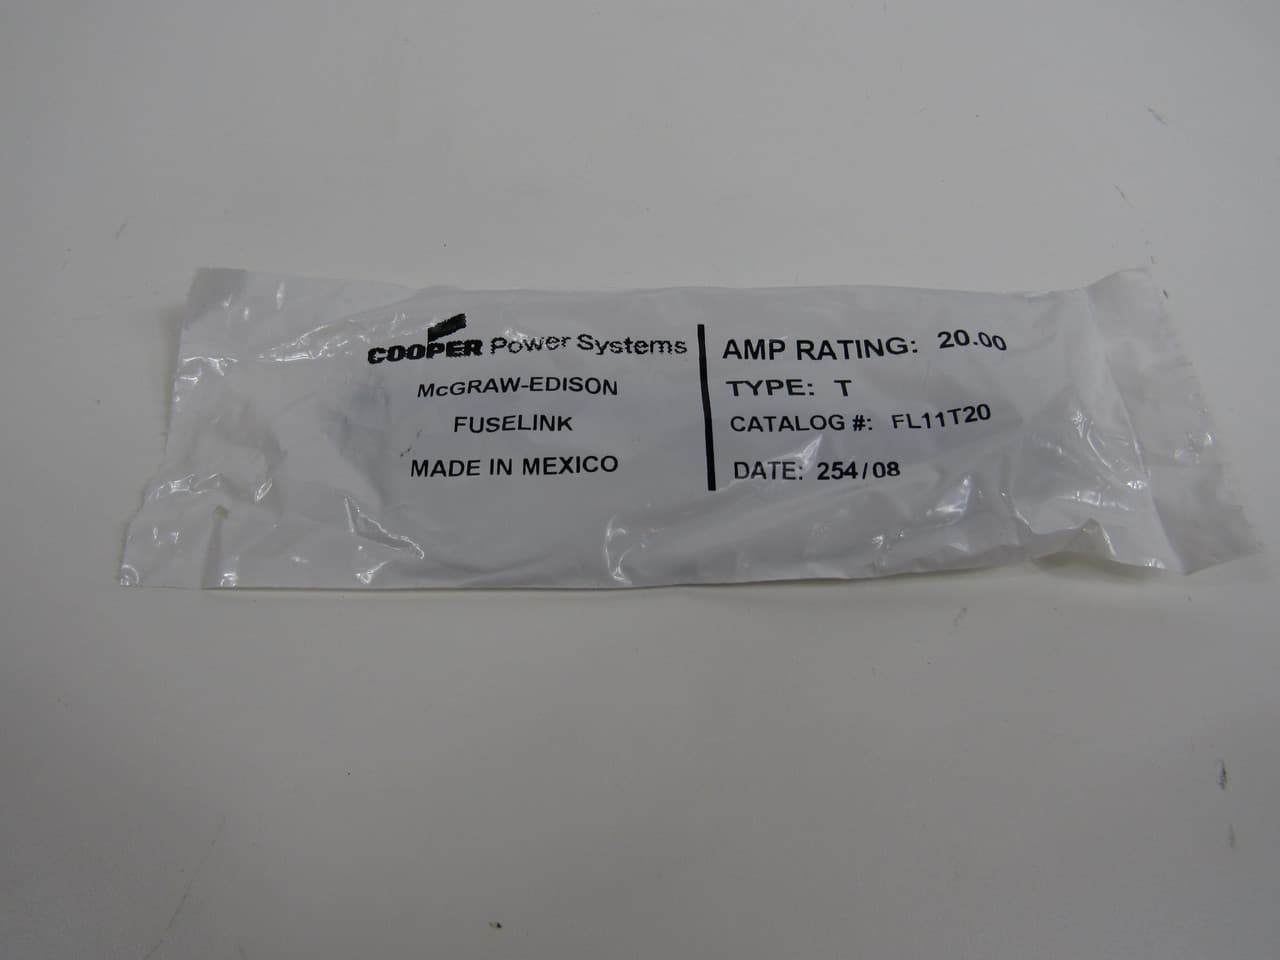 COOPER Power Systems
McGRAW-EDISON
FUSELINK
MADE IN MEXICO
AMP RATING: 20.00
TYPE: T
CATALOG #: FL11T20
DATE: 254/08